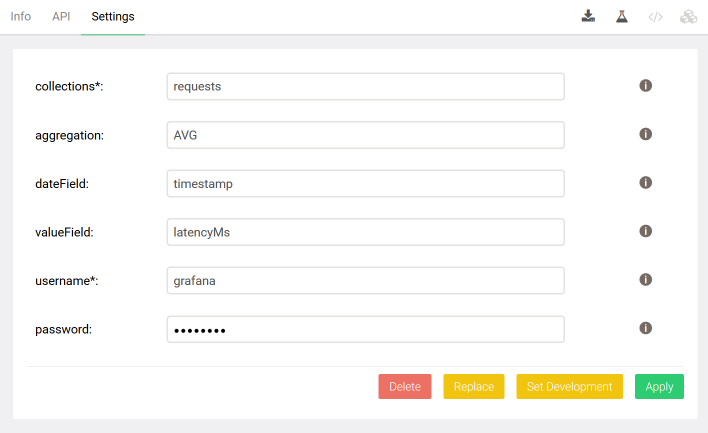 Info API Settings
collections*: requests
aggregation: AVG
dateField: timestamp
valueField: latencyMs
username*: grafana
password: ••••••••
Delete Replace Set Development Apply